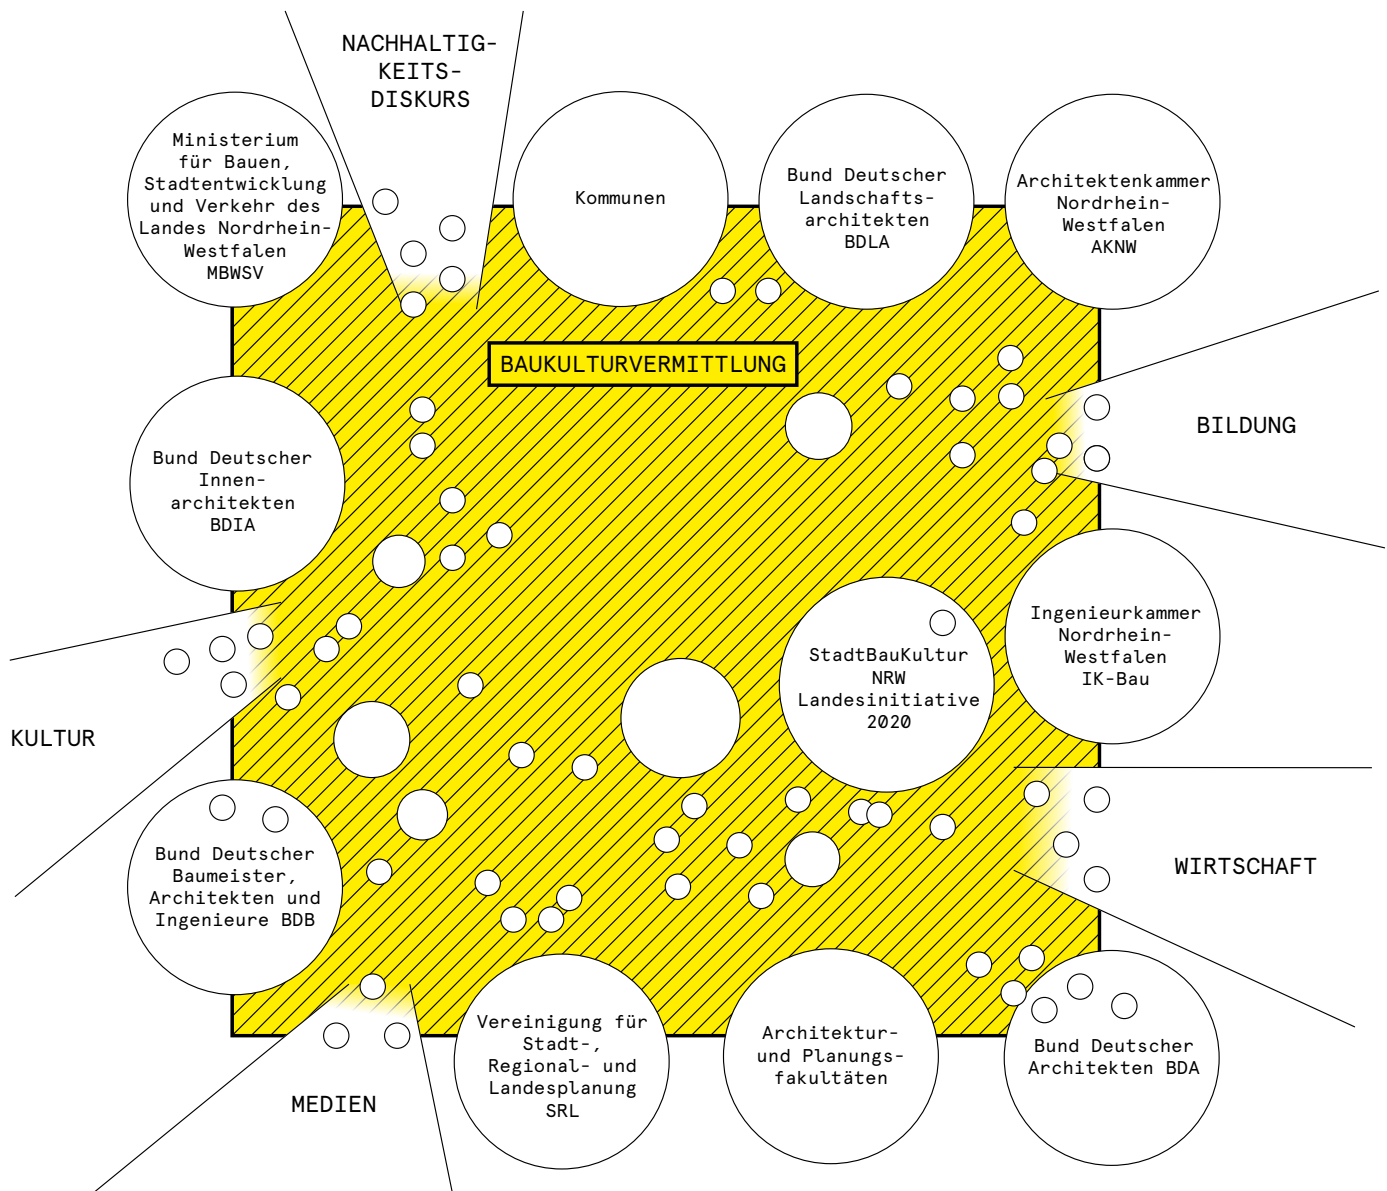 NACHHALTIG-
KEITS-
DISKURS
Ministerium
für Bauen,
Stadtentwicklung
und Verkehr des
Landes Nordrhein-
Westfalen
MBWSV
Kommunen
Bund Deutscher
Landschafts-
architekten
BDLA
Architektenkammer
Nordrhein-
Westfalen
AKNW
BAUKULTURVERMITTLUNG
BILDUNG
Bund Deutscher
Innen-
architekten
BDIA
Ingenieurkammer
Nordrhein-
Westfalen
IK-Bau
StadtBauKultur
NRW
Landesinitiative
2020
KULTUR
Bund Deutscher
Baumeister,
Architekten und
Ingenieure BDB
WIRTSCHAFT
Vereinigung für
Stadt-,
Regional- und
Landesplanung
SRL
Architektur-
und Planungs-
fakultäten
Bund Deutscher
Architekten BDA
MEDIEN